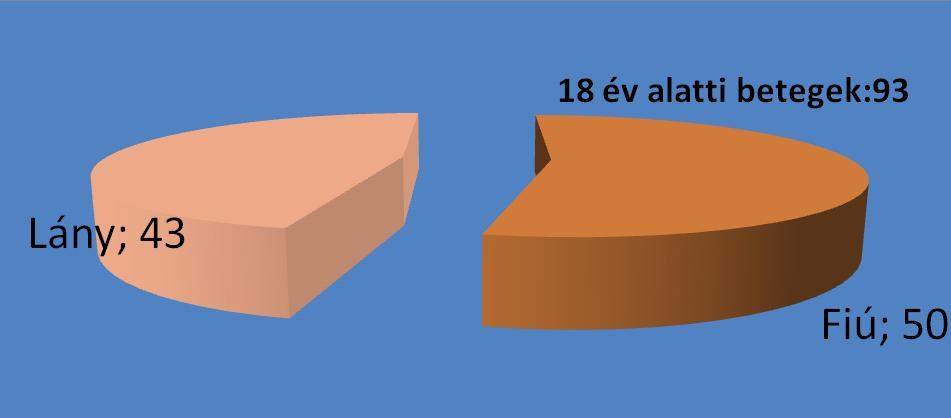 18 év alatti betegek:93
Lány; 43
Fiú; 50